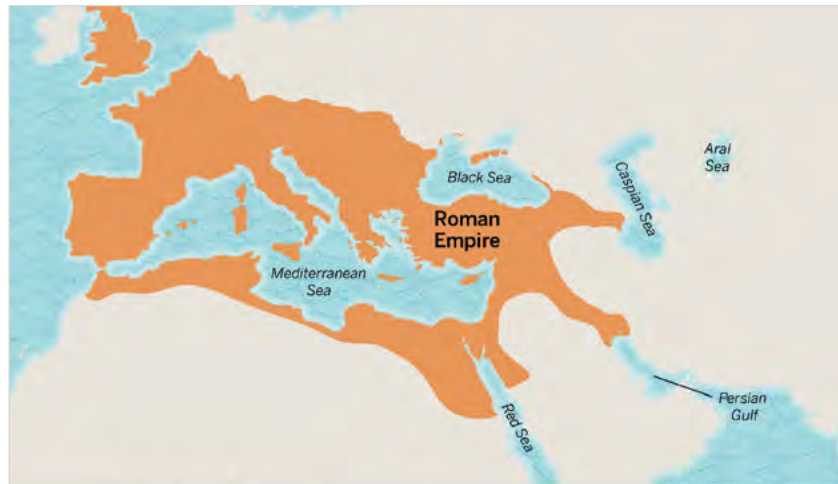 Aral
Sea
Black Sea
Caspian Sea
Roman
Empire
Mediterranean
Sea
Persian
Gulf
Red Sea